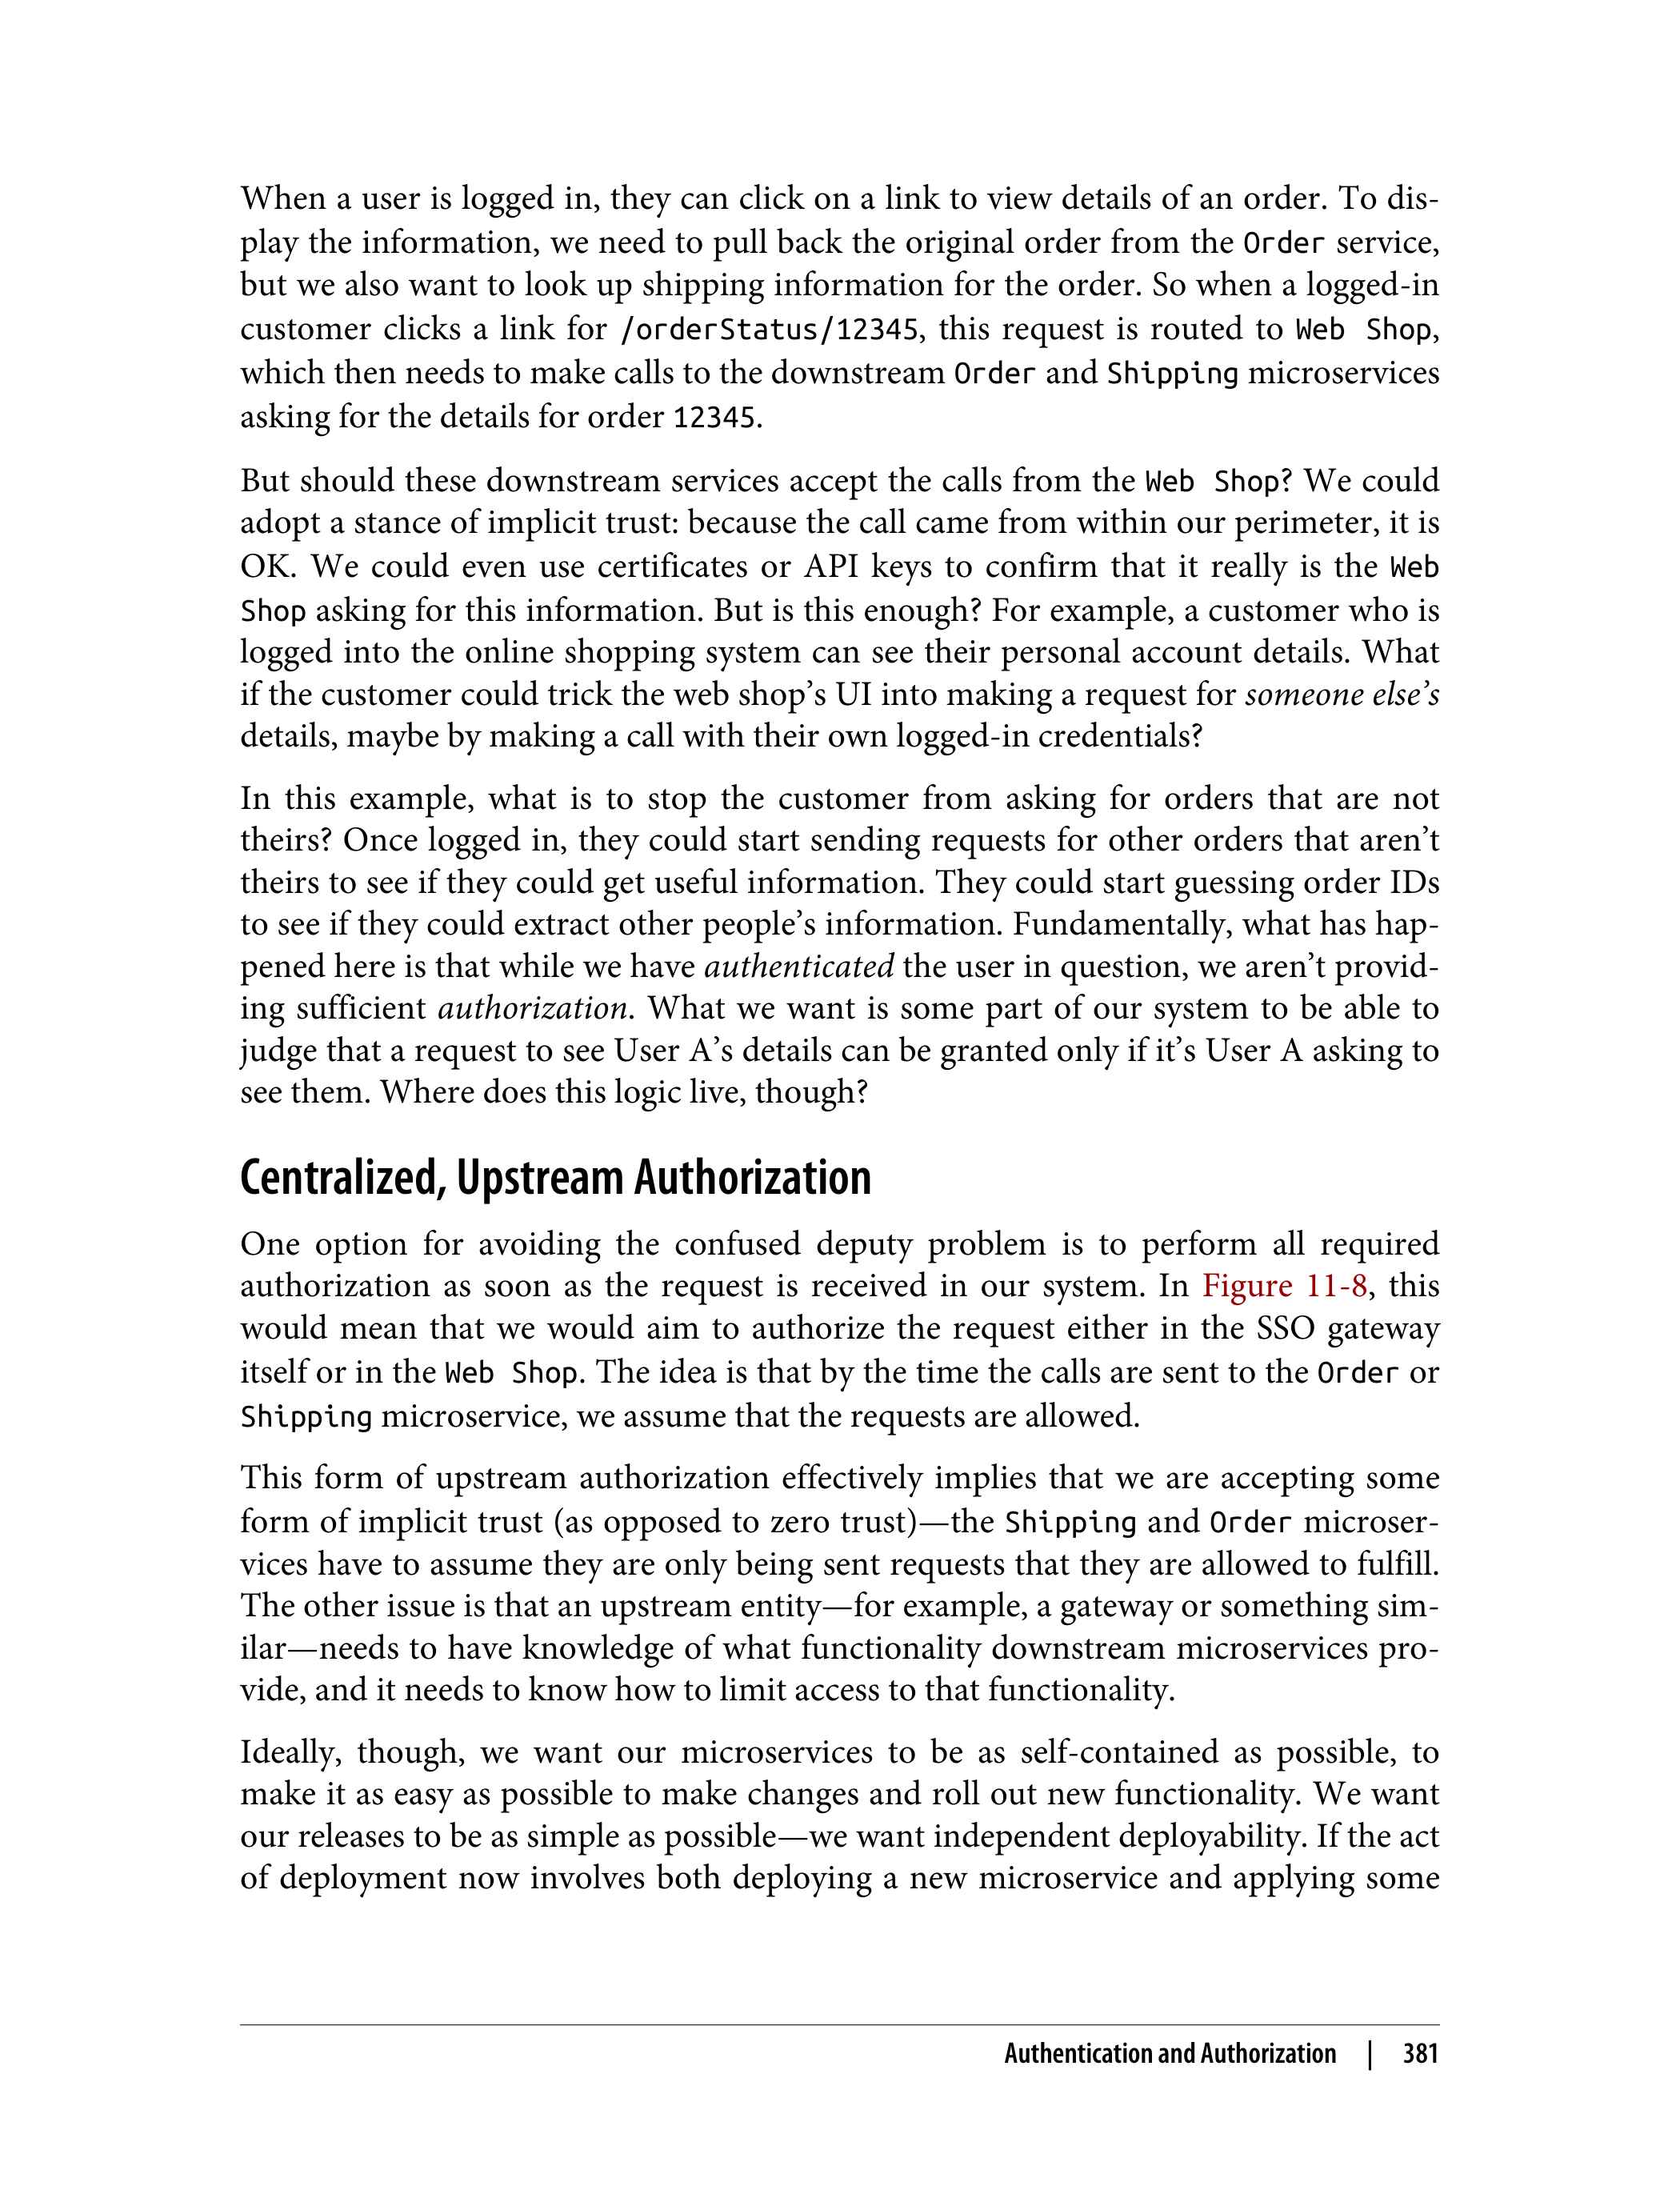 When a user is logged in, they can click on a link to view details of an order. To dis-
play the information, we need to pull back the original order from the Order service,
but we also want to look up shipping information for the order. So when a logged-in
customer clicks a link for /orderStatus/12345, this request is routed to Web Shop,
which then needs to make calls to the downstream Order and Shipping microservices
asking for the details for order 12345.
But should these downstream services accept the calls from the Web Shop? We could
adopt a stance of implicit trust: because the call came from within our perimeter, it is
OK. We could even use certificates or API keys to confirm that it really is the Web
Shop asking for this information. But is this enough? For example, a customer who is
logged into the online shopping system can see their personal account details. What
if the customer could trick the web shop’s UI into making a request for someone else’s
details, maybe by making a call with their own logged-in credentials?
In this example, what is to stop the customer from asking for orders that are not
theirs? Once logged in, they could start sending requests for other orders that aren’t
theirs to see if they could get useful information. They could start guessing order IDs
to see if they could extract other people’s information. Fundamentally, what has hap-
pened here is that while we have authenticated the user in question, we aren’t provid-
ing sufficient authorization. What we want is some part of our system to be able to
judge that a request to see User A’s details can be granted only if it’s User A asking to
see them. Where does this logic live, though?
Centralized, Upstream Authorization
One option for avoiding the confused deputy problem is to perform all required
authorization as soon as the request is received in our system. In Figure 11-8, this
would mean that we would aim to authorize the request either in the SSO gateway
itself or in the Web Shop. The idea is that by the time the calls are sent to the Order or
Shipping microservice, we assume that the requests are allowed.
This form of upstream authorization effectively implies that we are accepting some
form of implicit trust (as opposed to zero trust)—the Shipping and Order microser-
vices have to assume they are only being sent requests that they are allowed to fulfill.
The other issue is that an upstream entity—for example, a gateway or something sim-
ilar—needs to have knowledge of what functionality downstream microservices pro-
vide, and it needs to know how to limit access to that functionality.
Ideally, though, we want our microservices to be as self-contained as possible, to
make it as easy as possible to make changes and roll out new functionality. We want
our releases to be as simple as possible—we want independent deployability. If the act
of deployment now involves both deploying a new microservice and applying some
Authentication and Authorization | 381